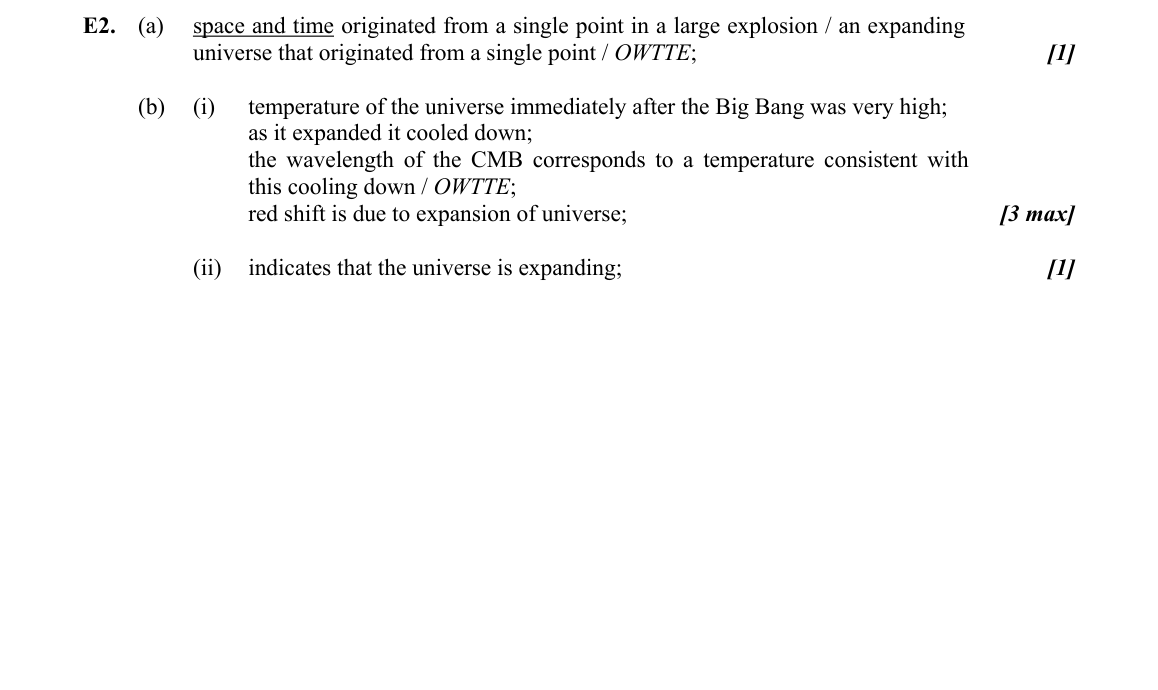 E2. (a) space and time originated from a single point in a large explosion / an expanding
universe that originated from a single point / OWTTE; [1]
(b) (i) temperature of the universe immediately after the Big Bang was very high;
as it expanded it cooled down;
the wavelength of the CMB corresponds to a temperature consistent with
this cooling down / OWTTE;
red shift is due to expansion of universe; [3 max]
(ii) indicates that the universe is expanding; [1]